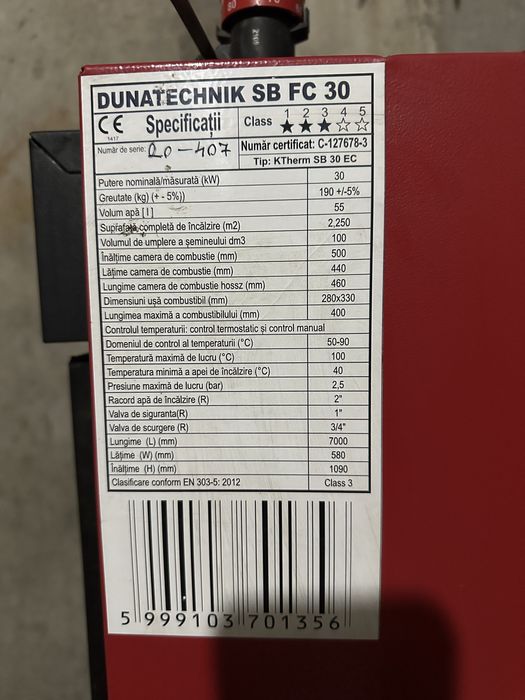 DUNATECHNIK SB FC 30
CE Specificații
1417
Class 1 2 3 4 5
★★★☆☆
Număr de serie: 20-407
Număr certificat: C-127678-3
Tip: KTherm SB 30 EC
Putere nominală/măsurată (kW) 30
Greutate (kg) (+ - 5%)) 190 +/-5%
Volum apă [ l ] 55
Suprafață completă de încălzire (m2) 2,250
Volumul de umplere a șemineului dm3 100
Înălțime camera de combustie (mm) 500
Lățime camera de combustie (mm) 440
Lungime camera de combustie hossz (mm) 460
Dimensiuni ușă combustibil (mm) 280x330
Lungimea maximă a combustibilului (mm) 400
Controlul temperaturii: control termostatic și control manual
Domeniul de control al temperaturii (°C) 50-90
Temperatură maximă de lucru (°C) 100
Temperatura minimă a apei de încălzire (°C) 40
Presiune maximă de lucru (bar) 2,5
Racord apă de încălzire (R) 2"
Valva de siguranta(R) 1"
Valva de scurgere (R) 3/4"
Lungime (L) (mm) 7000
Lățime (W) (mm) 580
Înălțime (H) (mm) 1090
Clasificare conform EN 303-5: 2012 Class 3
5 999103 701356